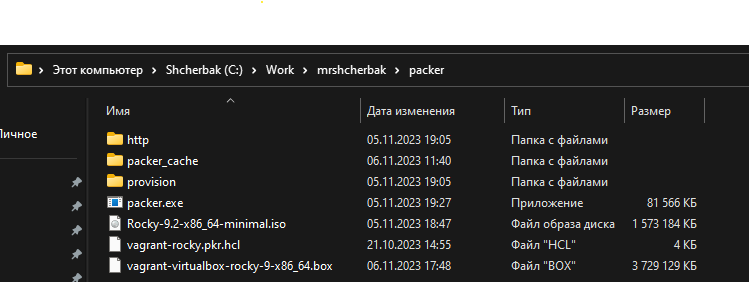 Этот компьютер > Shcherbak (C:) > Work > mrshcherbak > packer
Имя Дата изменения Тип Размер
Личное
http 05.11.2023 19:05 Папка с файлами
packer_cache 06.11.2023 11:40 Папка с файлами
provision 05.11.2023 19:05 Папка с файлами
packer.exe 05.11.2023 19:27 Приложение 81 566 КБ
Rocky-9.2-x86_64-minimal.iso 05.11.2023 18:47 Файл образа диска 1 573 184 КБ
vagrant-rocky.pkr.hcl 21.10.2023 14:55 Файл "HCL" 4 КБ
vagrant-virtualbox-rocky-9-x86_64.box 06.11.2023 17:48 Файл "BOX" 3 729 129 КБ